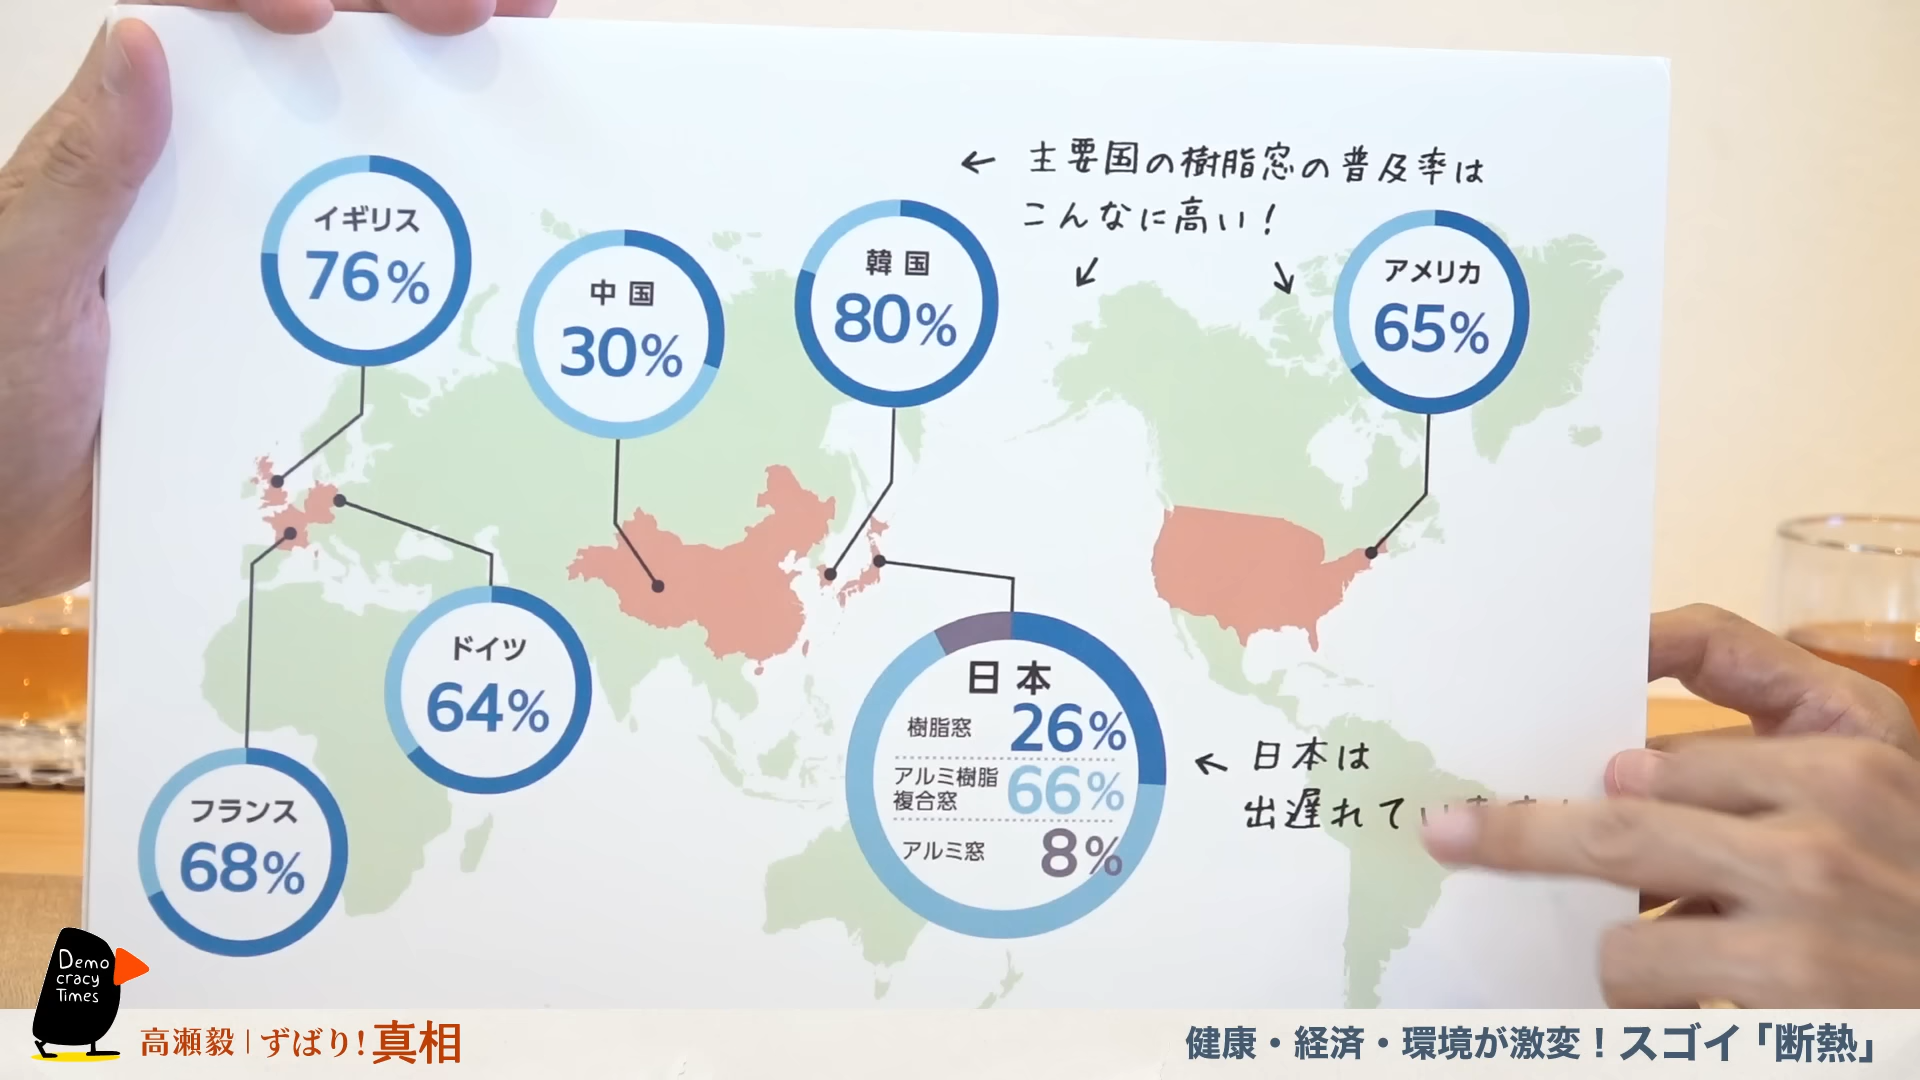 ← 主要国の樹脂窓の普及率は
こんなに高い!
イギリス
76%
中国
30%
韓国
80%
アメリカ
65%
ドイツ
64%
フランス
68%
日本
樹脂窓 26%
アルミ樹脂複合窓 66%
アルミ窓 8%
← 日本は
出遅れて
Demo
cracy
Times
高瀬毅|ずばり!真相
健康・経済・環境が激変!スゴイ「断熱」